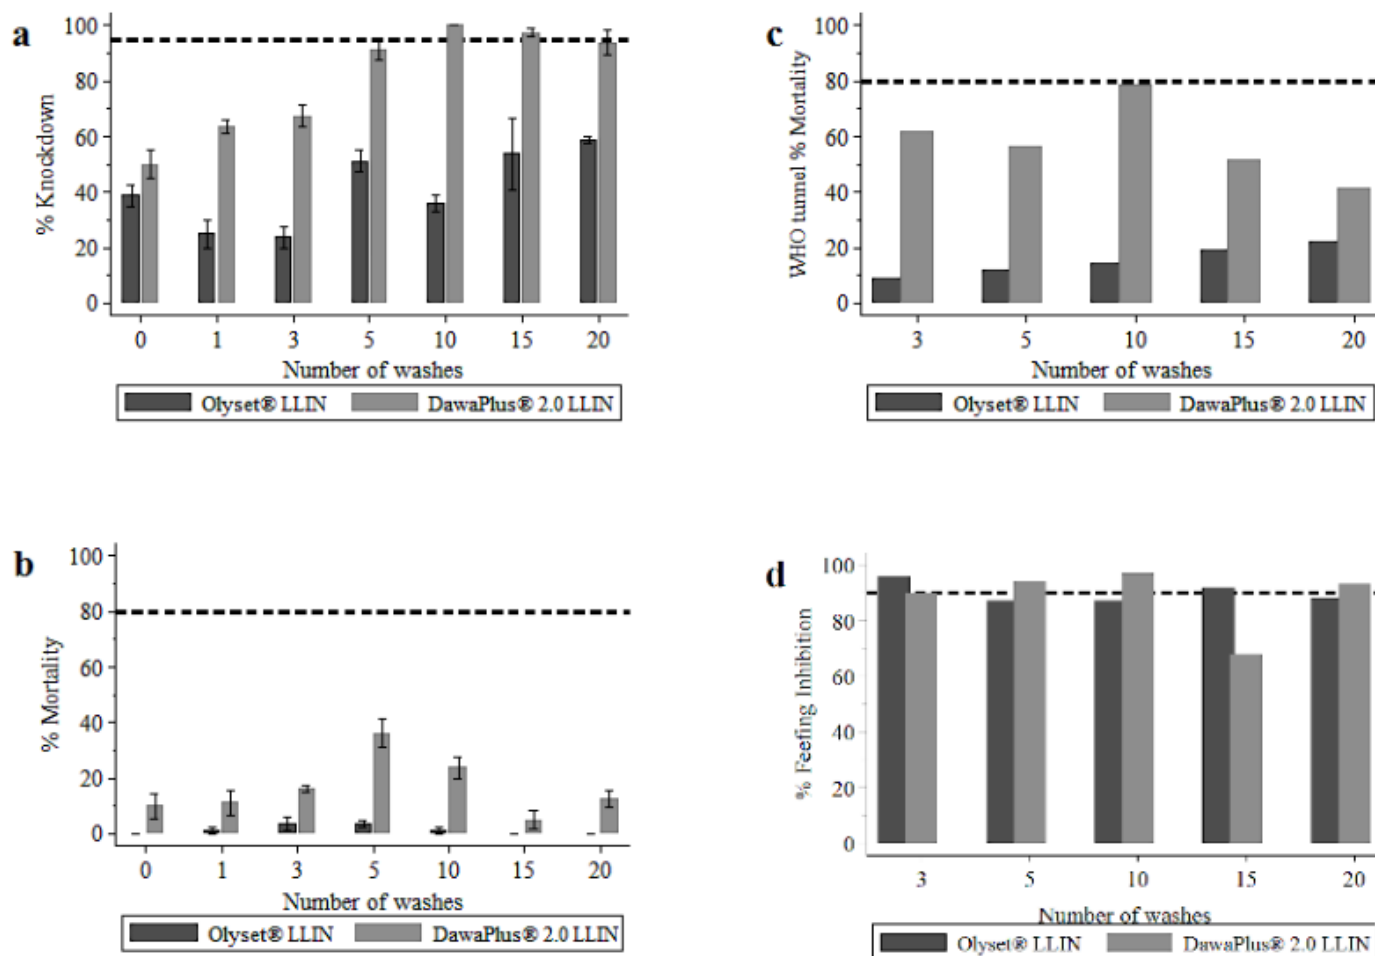 a
100
80
60
40
20
0
% Knockdown
0 1 3 5 10 15 20
Number of washes
Olyset® LLIN DawaPlus® 2.0 LLIN
c
100
80
60
40
20
0
WHO tunnel % Mortality
3 5 10 15 20
Number of washes
Olyset® LLIN DawaPlus® 2.0 LLIN
b
100
80
60
40
20
0
% Mortality
0 1 3 5 10 15 20
Number of washes
Olyset® LLIN DawaPlus® 2.0 LLIN
d
100
80
60
40
20
0
% Feefing Inhibition
3 5 10 15 20
Number of washes
Olyset® LLIN DawaPlus® 2.0 LLIN